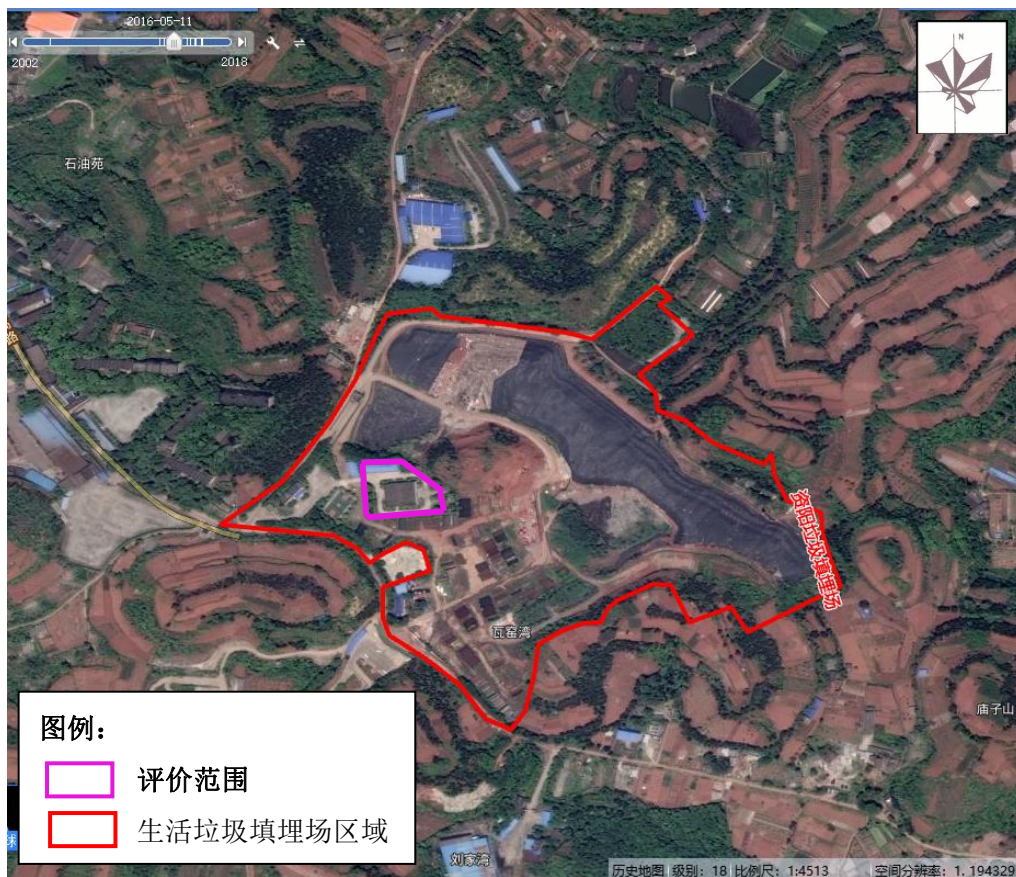 2016-05-11
2002
2018
N
石油苑
路
资阳垃圾填埋场
瓦窑湾
庙子山
图例：
评价范围
生活垃圾填埋场区域
球
刘家湾
历史地图 级别：18 比例尺：1:4513 空间分辨率：1.194329